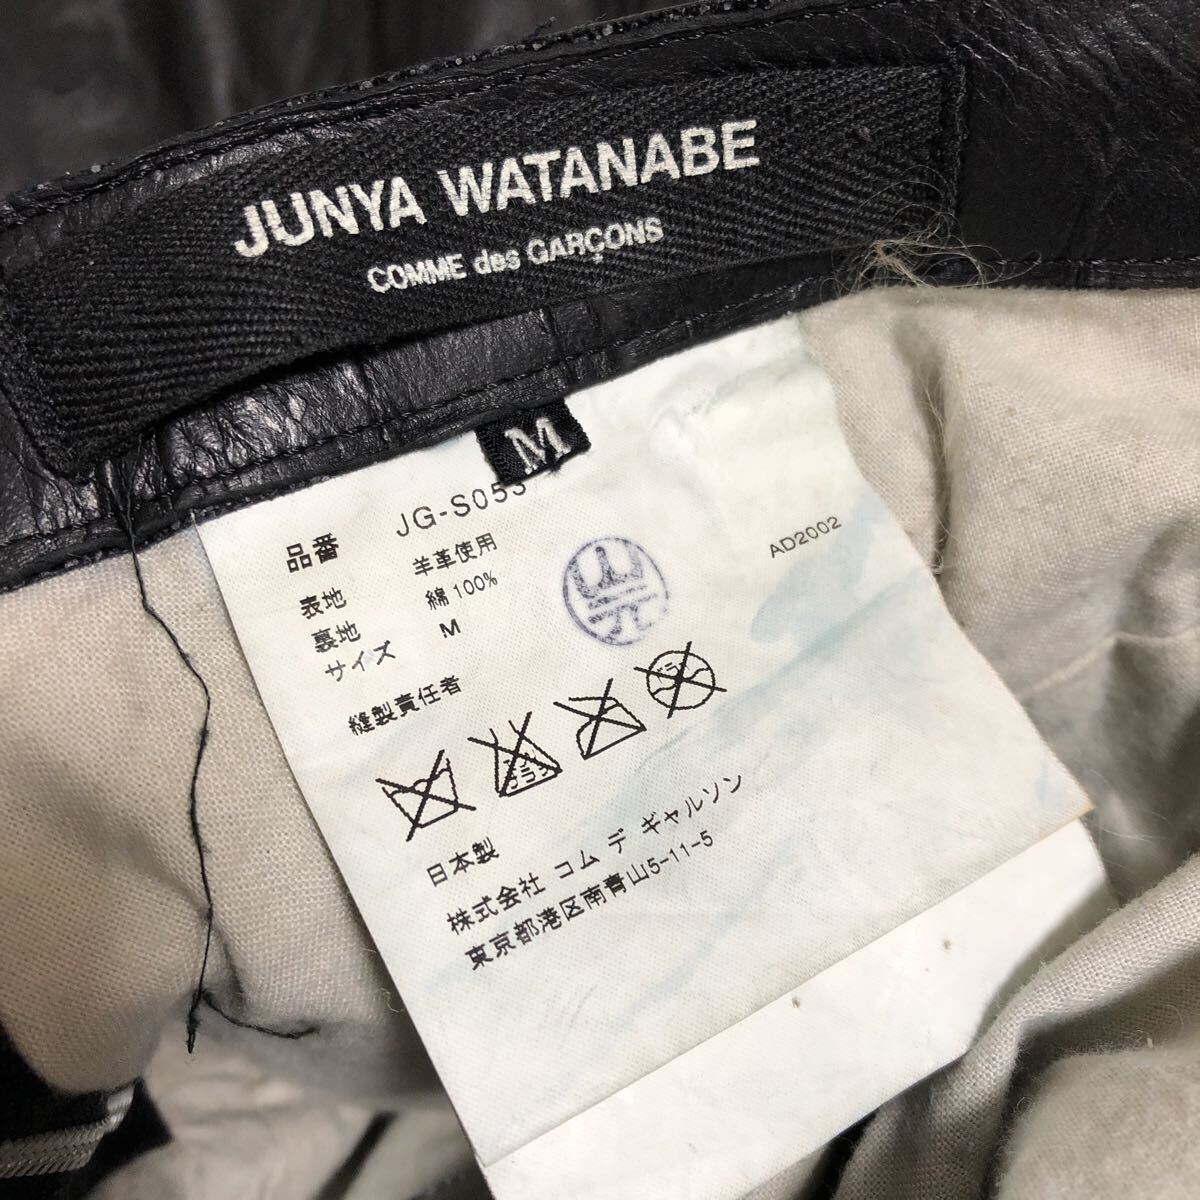 JUNYA WATANABE
COMME des GARÇONS
M
品番 JG-S053
表地 羊革使用
裏地 綿100%
サイズ M
AD2002
縫製責任者
日本製
株式会社 コム デ ギャルソン
東京都港区南青山5-11-5